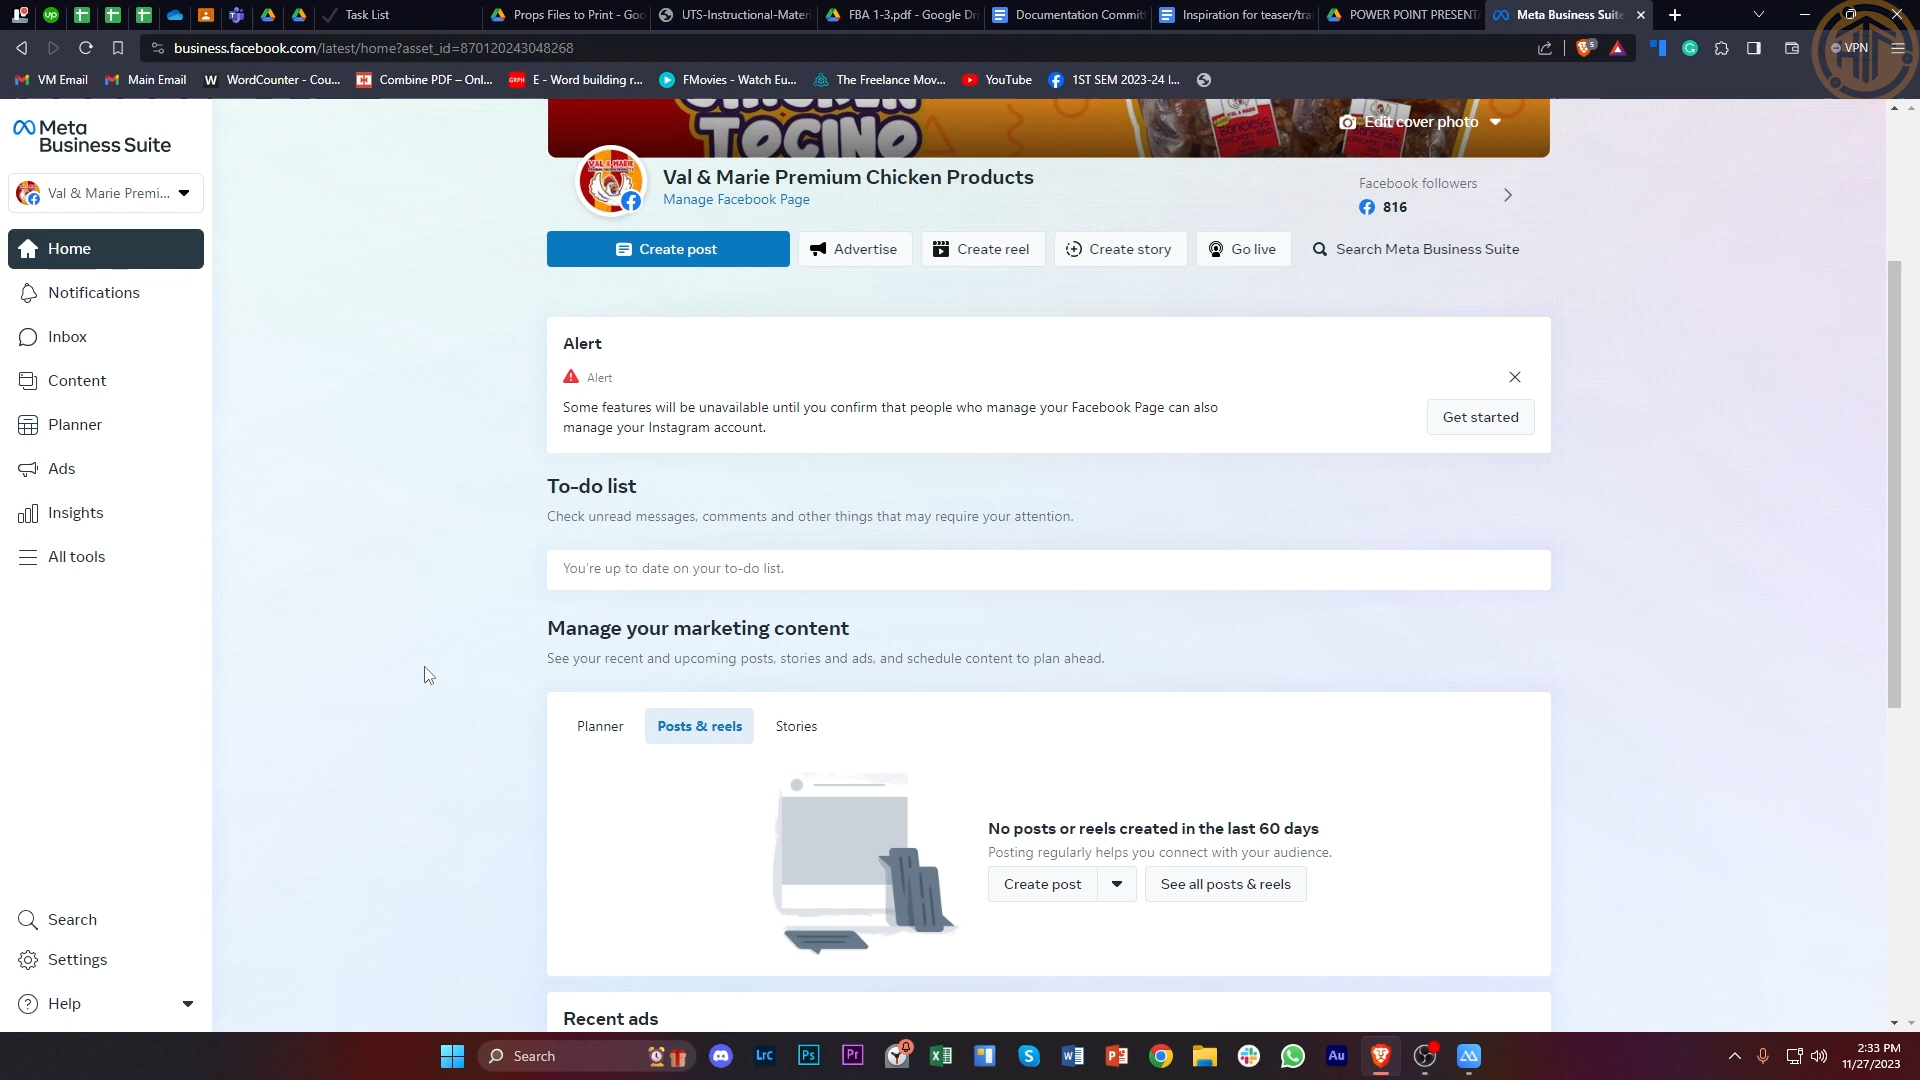 Task List
Props Files to Print - Goo
UTS-Instructional-Materi
FBA 1-3.pdf - Google Dri
Documentation Committ
Inspiration for teaser/tra
POWER POINT PRESENTA
Meta Business Suite
business.facebook.com/latest/home?asset_id=870120243048268
VPN
VM Email
Main Email
WordCounter - Cou...
Combine PDF – Onl...
E - Word building r...
FMovies - Watch Eu...
The Freelance Mov...
YouTube
1ST SEM 2023-24 I...
Meta
Business Suite
Val & Marie Premi...
Home
Notifications
Inbox
Content
Planner
Ads
Insights
All tools
Search
Settings
Help
CHICKEN
TOCINO
Edit cover photo
Val & Marie Premium Chicken Products
Manage Facebook Page
Facebook followers
816
Create post
Advertise
Create reel
Create story
Go live
Search Meta Business Suite
Alert
Alert
Some features will be unavailable until you confirm that people who manage your Facebook Page can also
manage your Instagram account.
Get started
To-do list
Check unread messages, comments and other things that may require your attention.
You're up to date on your to-do list.
Manage your marketing content
See your recent and upcoming posts, stories and ads, and schedule content to plan ahead.
Planner
Posts & reels
Stories
No posts or reels created in the last 60 days
Posting regularly helps you connect with your audience.
Create post
See all posts & reels
Recent ads
Search
2:33 PM
11/27/2023